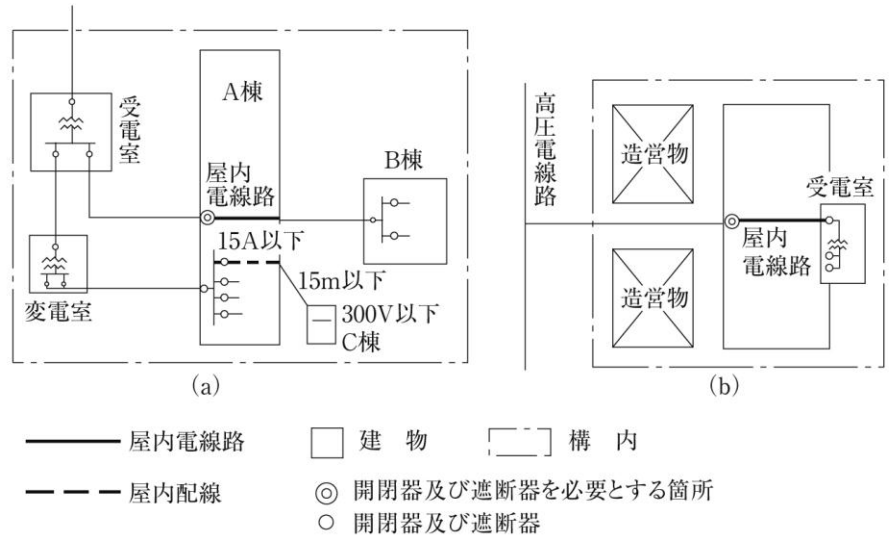 受電室
A棟
屋内
電線路
B棟
15A以下
15m以下
変電室
300V以下
C棟
(a)
高圧電線路
造営物
受電室
屋内
電線路
造営物
(b)
屋内電線路
建 物
構 内
屋内配線
開閉器及び遮断器を必要とする箇所
開閉器及び遮断器